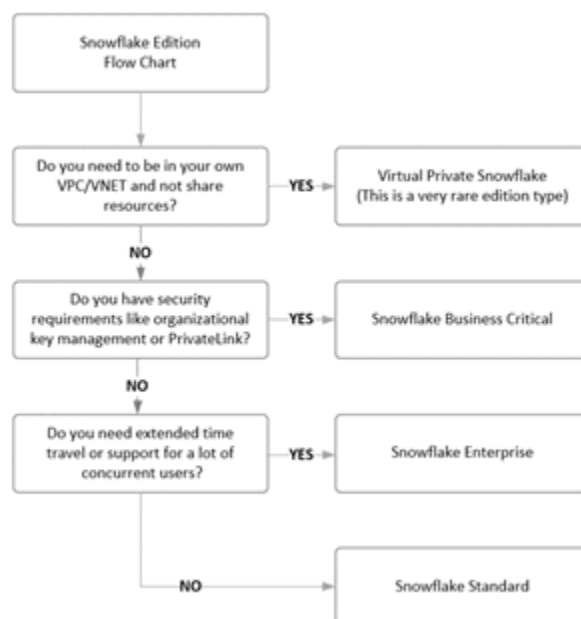 Snowflake Edition
Flow Chart
Do you need to be in your own
VPC/VNET and not share
resources?
YES
Virtual Private Snowflake
(This is a very rare edition type)
NO
Do you have security
requirements like organizational
key management or PrivateLink?
YES
Snowflake Business Critical
NO
Do you need extended time
travel or support for a lot of
concurrent users?
YES
Snowflake Enterprise
NO
Snowflake Standard